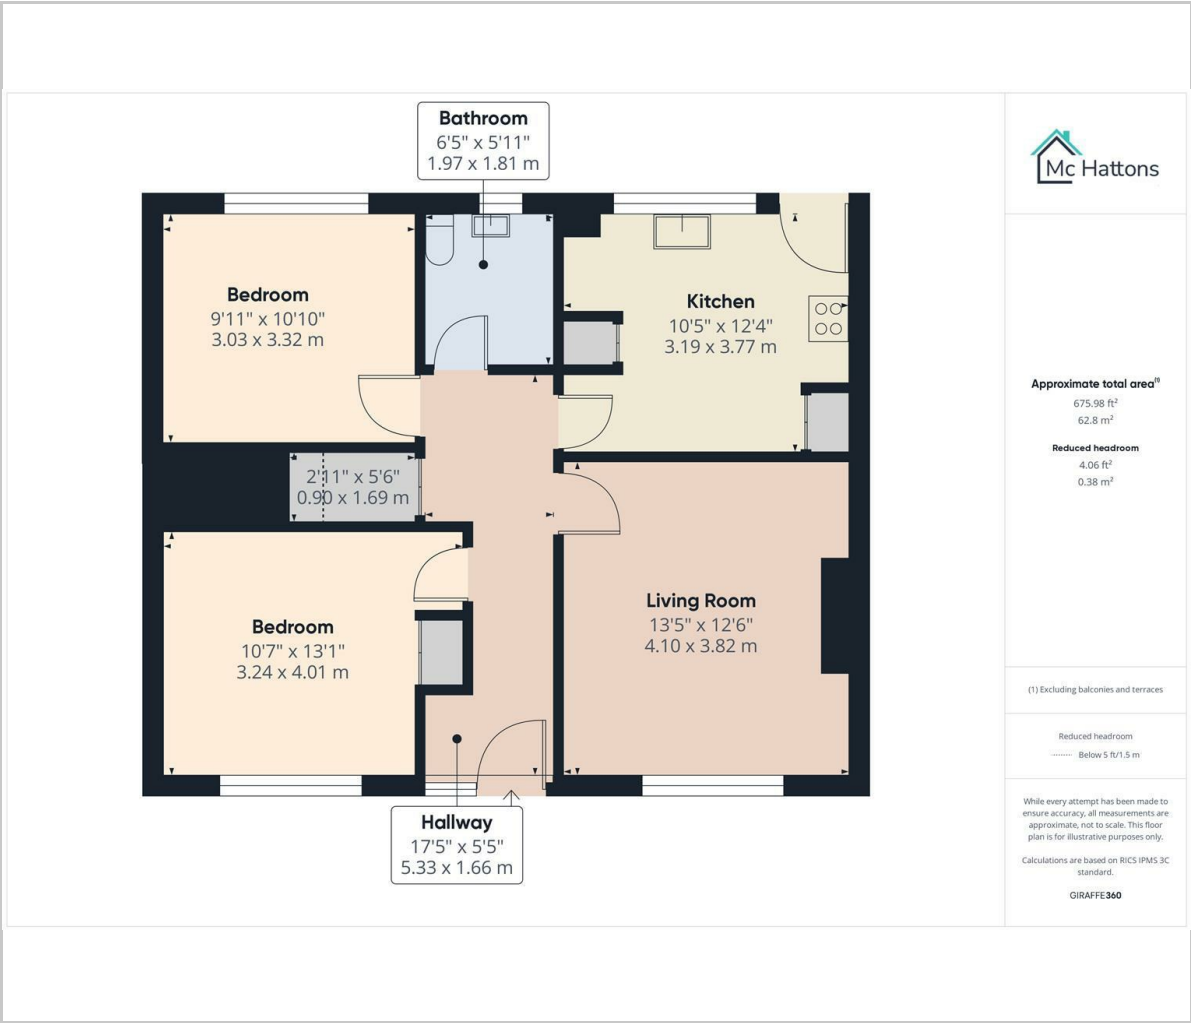 Bathroom
6'5" x 5'11"
1.97 x 1.81 m
Bedroom
9'11" x 10'10"
3.03 x 3.32 m
Kitchen
10'5" x 12'4"
3.19 x 3.77 m
2'11" x 5'6"
0.90 x 1.69 m
Bedroom
10'7" x 13'1"
3.24 x 4.01 m
Living Room
13'5" x 12'6"
4.10 x 3.82 m
Hallway
17'5" x 5'5"
5.33 x 1.66 m
Mc Hattons
Approximate total area⁽¹⁾
675.98 ft²
62.8 m²
Reduced headroom
4.06 ft²
0.38 m²
(1) Excluding balconies and terraces
Reduced headroom
Below 5 ft/1.5 m
While every attempt has been made to
ensure accuracy, all measurements are
approximate, not to scale. This floor
plan is for illustrative purposes only.
Calculations are based on RICS IPMS 3C
standard.
GIRAFFE360